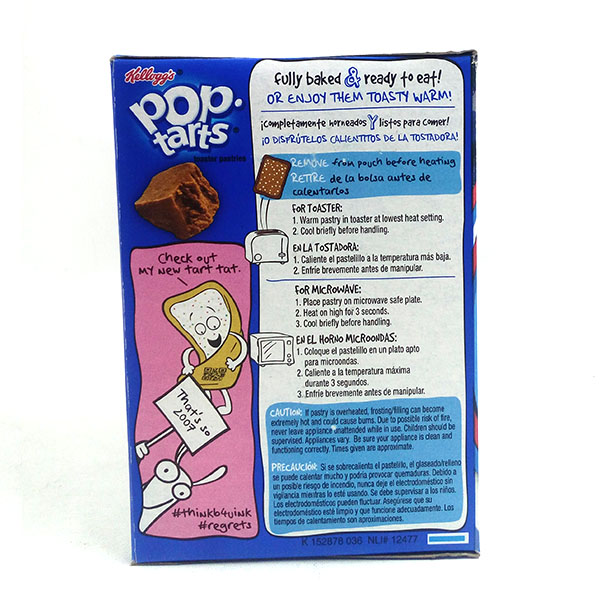 Kellogg's
pop.
tarts
toaster pastries
Check out
my new tart tat.
That's so
2007
#thinkb4uink
#regrets
fully baked & ready to eat!
OR ENJOY THEM TOASTY WARM!
¡Completamente horneados Y listos para comer!
¡O DISFRÚTELOS CALIENTITOS DE LA TOSTADORA!
REMOVE from pouch before heating
RETIRE de la bolsa antes de
calentarlos
FOR TOASTER:
1. Warm pastry in toaster at lowest heat setting.
2. Cool briefly before handling.
EN LA TOSTADORA:
1. Caliente el pastelillo a la temperatura más baja.
2. Enfríe brevemente antes de manipular.
FOR MICROWAVE:
1. Place pastry on microwave safe plate.
2. Heat on high for 3 seconds.
3. Cool briefly before handling.
EN EL HORNO MICROONDAS:
1. Coloque el pastelillo en un plato apto
para microondas.
2. Caliente a la temperatura máxima
durante 3 segundos.
3. Enfríe brevemente antes de manipular.
CAUTION: If pastry is overheated, frosting/filling can become
extremely hot and could cause burns. Due to possible risk of fire,
never leave appliance unattended while in use. Children should be
supervised. Appliances vary. Be sure your appliance is clean and
functioning correctly. Times given are approximate.
PRECAUCIÓN: Si se sobrecalienta el pastelillo, el glaseado/relleno
se puede calentar mucho y podría provocar quemaduras. Debido a
un posible riesgo de incendio, nunca deje el electrodoméstico sin
vigilancia mientras lo esté usando. Se debe supervisar a los niños.
Los electrodomésticos pueden fluctuar. Asegúrese que su
electrodoméstico esté limpio y que funcione adecuadamente. Los
tiempos de calentamiento son aproximaciones.
K 152878 036 NLI# 12477